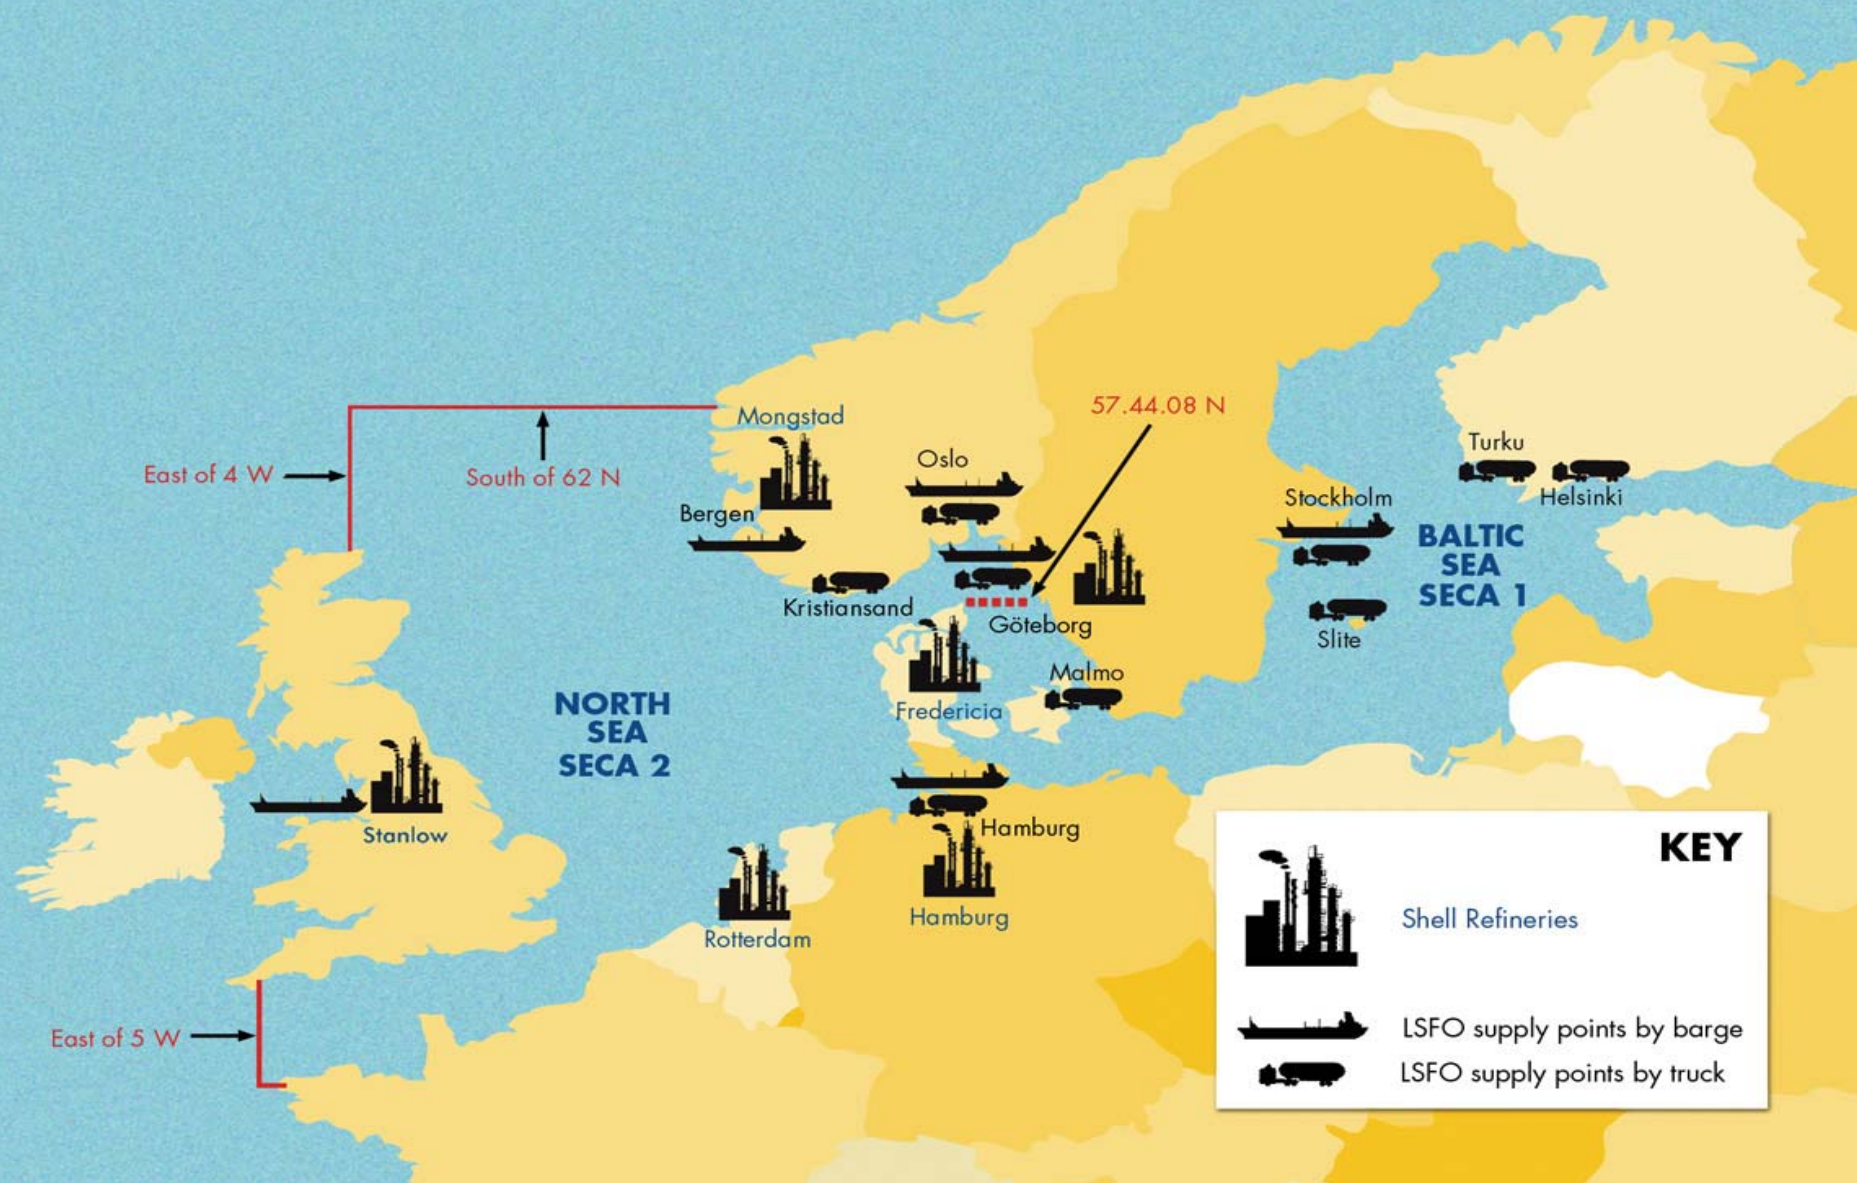 57.44.08 N
Mongstad
East of 4 W
South of 62 N
Oslo
Turku
Bergen
Stockholm
Helsinki
BALTIC
SEA
SECA 1
Kristiansand
Göteborg
Slite
Malmo
NORTH
SEA
SECA 2
Fredericia
Stanlow
Hamburg
Rotterdam
Hamburg
East of 5 W
KEY
Shell Refineries
LSFO supply points by barge
LSFO supply points by truck